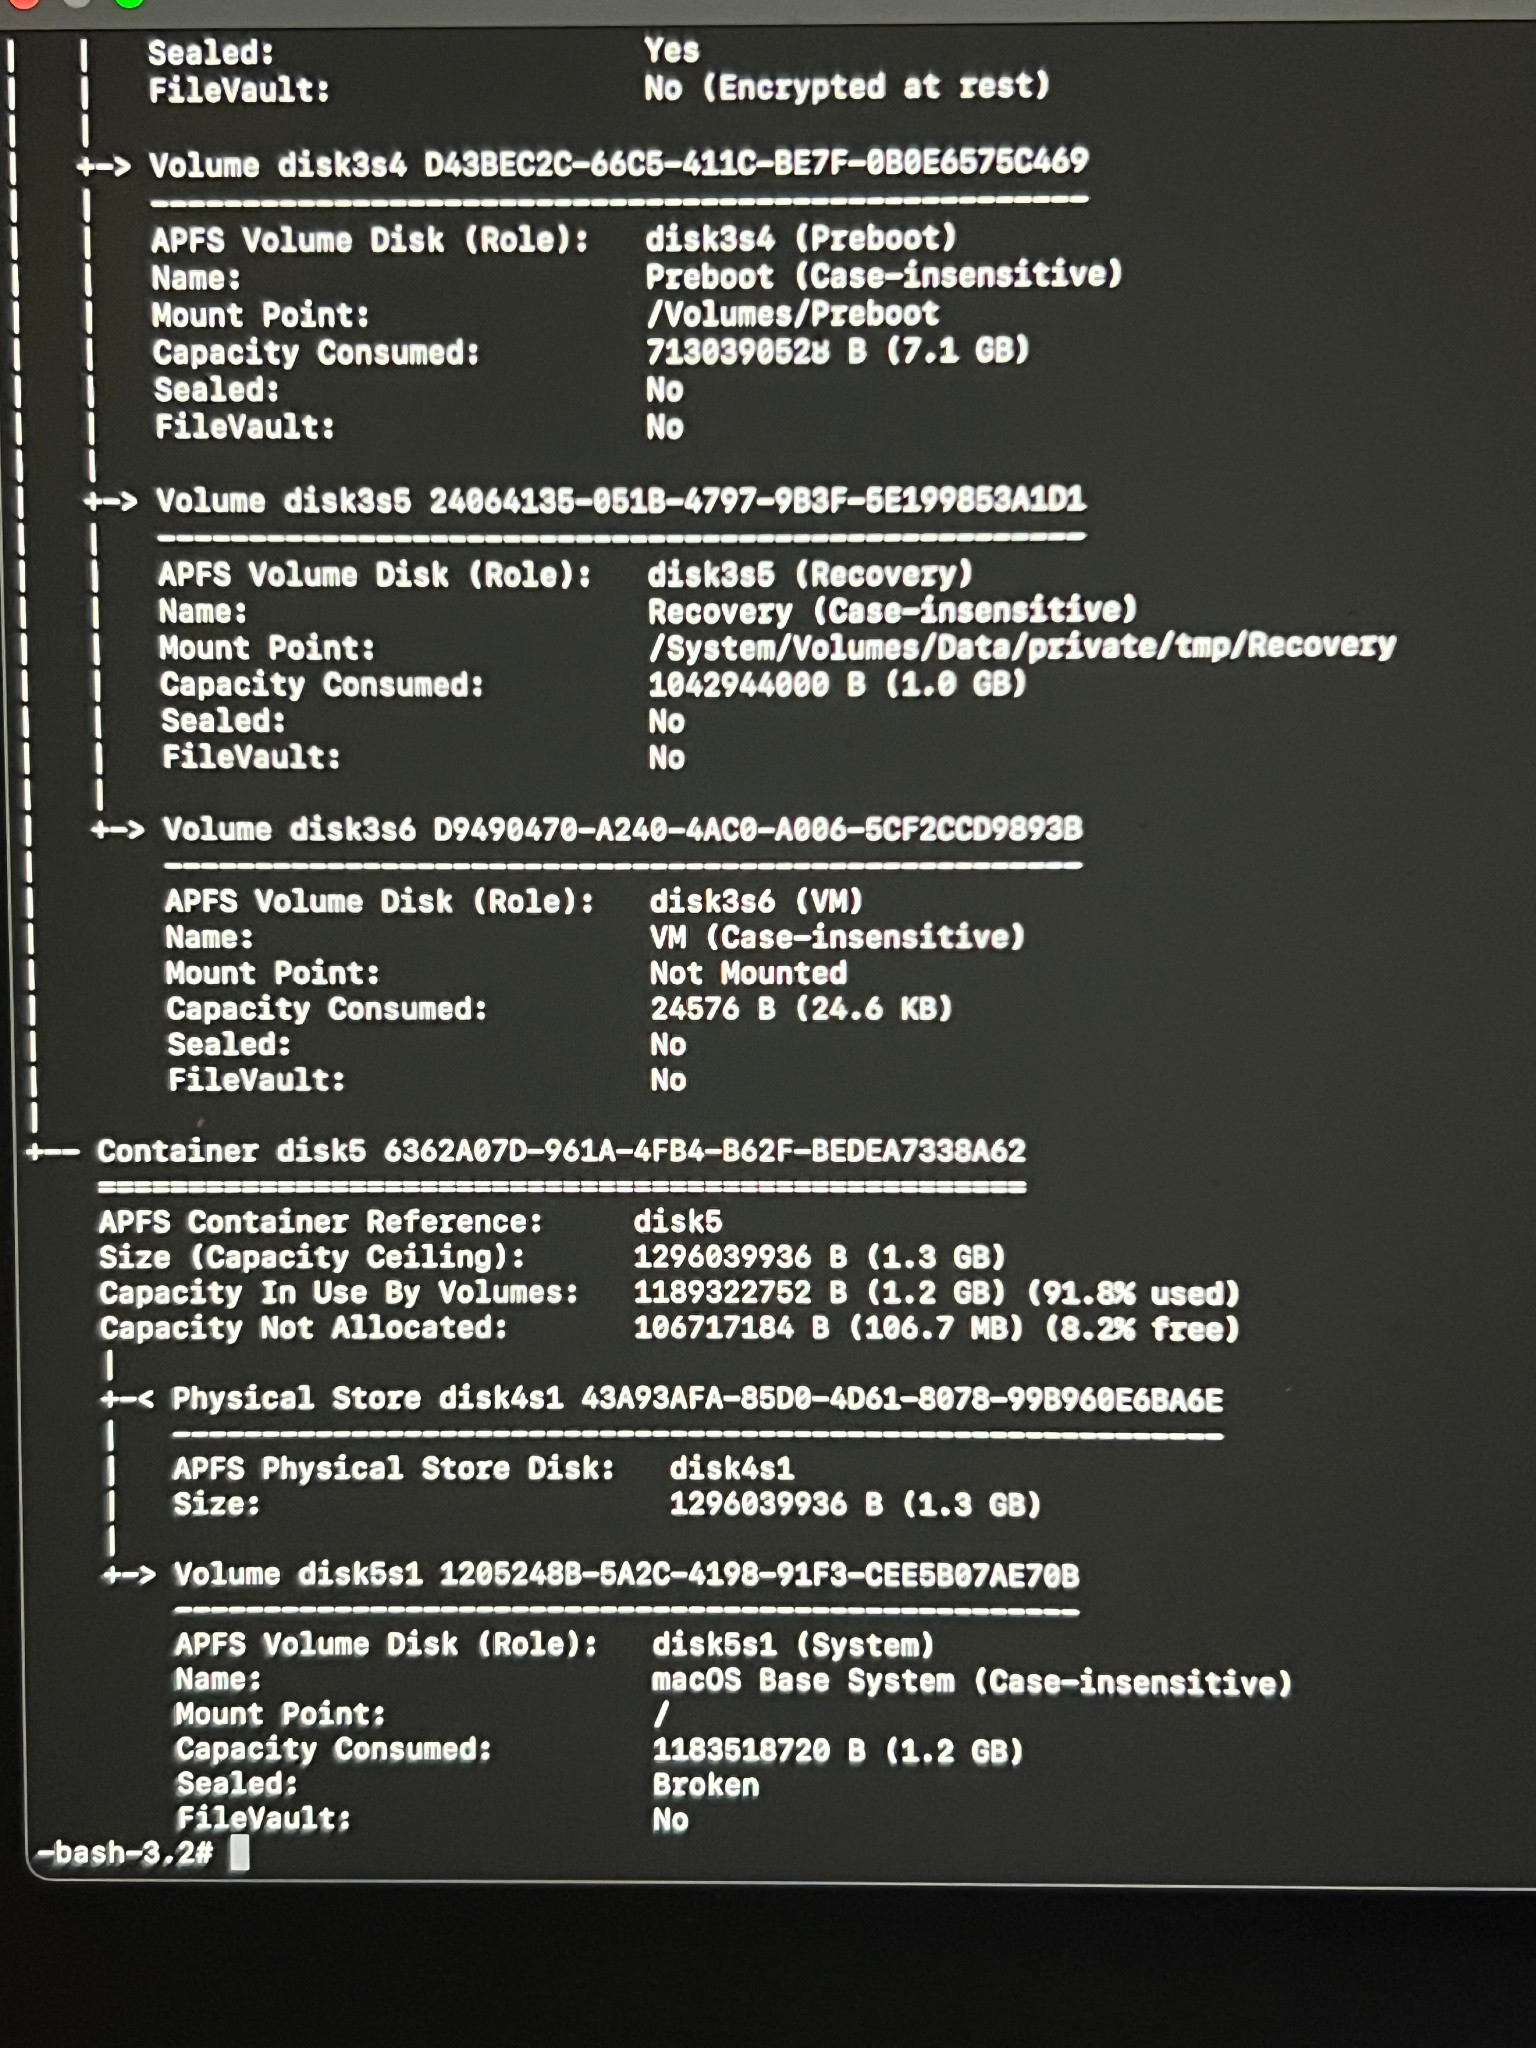 Sealed: Yes
FileVault: No (Encrypted at rest)
+-> Volume disk3s4 D43BEC2C-66C5-411C-BE7F-0B0E6575C469
---------------------------------------------------
APFS Volume Disk (Role): disk3s4 (Preboot)
Name: Preboot (Case-insensitive)
Mount Point: /Volumes/Preboot
Capacity Consumed: 7130390528 B (7.1 GB)
Sealed: No
FileVault: No
+-> Volume disk3s5 24064135-051B-4797-9B3F-5E199853A1D1
---------------------------------------------------
APFS Volume Disk (Role): disk3s5 (Recovery)
Name: Recovery (Case-insensitive)
Mount Point: /System/Volumes/Data/private/tmp/Recovery
Capacity Consumed: 1042944000 B (1.0 GB)
Sealed: No
FileVault: No
+-> Volume disk3s6 D9490470-A240-4AC0-A006-5CF2CCD9893B
---------------------------------------------------
APFS Volume Disk (Role): disk3s6 (VM)
Name: VM (Case-insensitive)
Mount Point: Not Mounted
Capacity Consumed: 24576 B (24.6 KB)
Sealed: No
FileVault: No
+-- Container disk5 6362A07D-961A-4FB4-B62F-BEDEA7338A62
====================================================
APFS Container Reference: disk5
Size (Capacity Ceiling): 1296039936 B (1.3 GB)
Capacity In Use By Volumes: 1189322752 B (1.2 GB) (91.8% used)
Capacity Not Allocated: 106717184 B (106.7 MB) (8.2% free)
+-< Physical Store disk4s1 43A93AFA-85D0-4D61-8078-99B960E6BA6E
-----------------------------------------------------------
APFS Physical Store Disk: disk4s1
Size: 1296039936 B (1.3 GB)
+-> Volume disk5s1 1205248B-5A2C-4198-91F3-CEE5B07AE70B
---------------------------------------------------
APFS Volume Disk (Role): disk5s1 (System)
Name: macOS Base System (Case-insensitive)
Mount Point: /
Capacity Consumed: 1183518720 B (1.2 GB)
Sealed: Broken
FileVault: No
-bash-3.2#